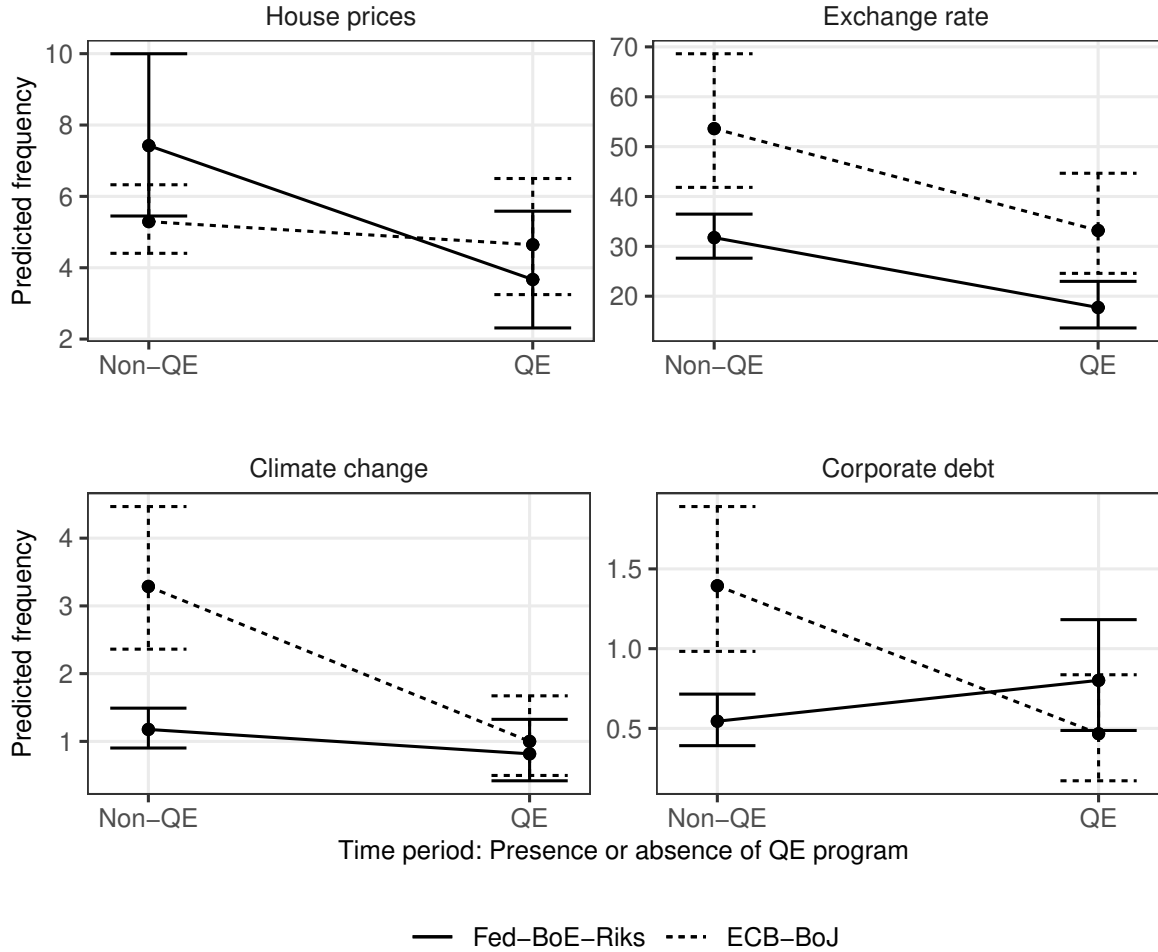 House prices
Exchange rate
Predicted frequency
10
8
6
4
2
Non−QE
QE
70
60
50
40
30
20
Non−QE
QE
Climate change
Corporate debt
Predicted frequency
4
3
2
1
Non−QE
QE
1.5
1.0
0.5
Non−QE
QE
Time period: Presence or absence of QE program
Fed−BoE−Riks
ECB−BoJ